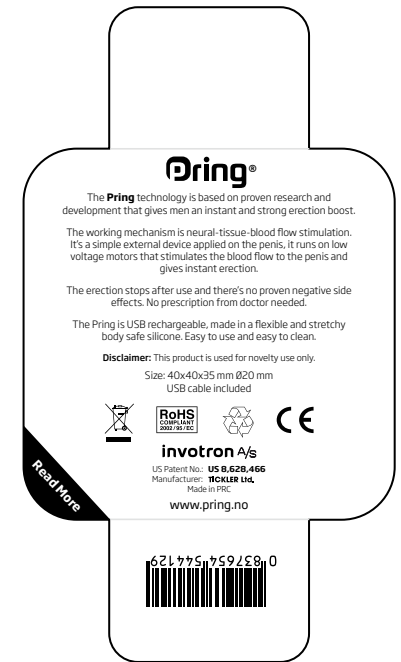 Pring®
The Pring technology is based on proven research and
development that gives men an instant and strong erection boost.
The working mechanism is neural-tissue-blood flow stimulation.
It's a simple external device applied on the penis, it runs on low
voltage motors that stimulates the blood flow to the penis and
gives instant erection.
The erection stops after use and there's no proven negative side
effects. No prescription from doctor needed.
The Pring is USB rechargeable, made in a flexible and stretchy
body safe silicone. Easy to use and easy to clean.
Disclaimer: This product is used for novelty use only.
Size: 40x40x35 mm Ø20 mm
USB cable included
RoHS
COMPLIANT
2002/95/EC
CE
invotron A/s
US Patent No.: US 8,628,466
Manufacturer: TICKLER Ltd.
Made in PRC
www.pring.no
Read More
0 837654 544129